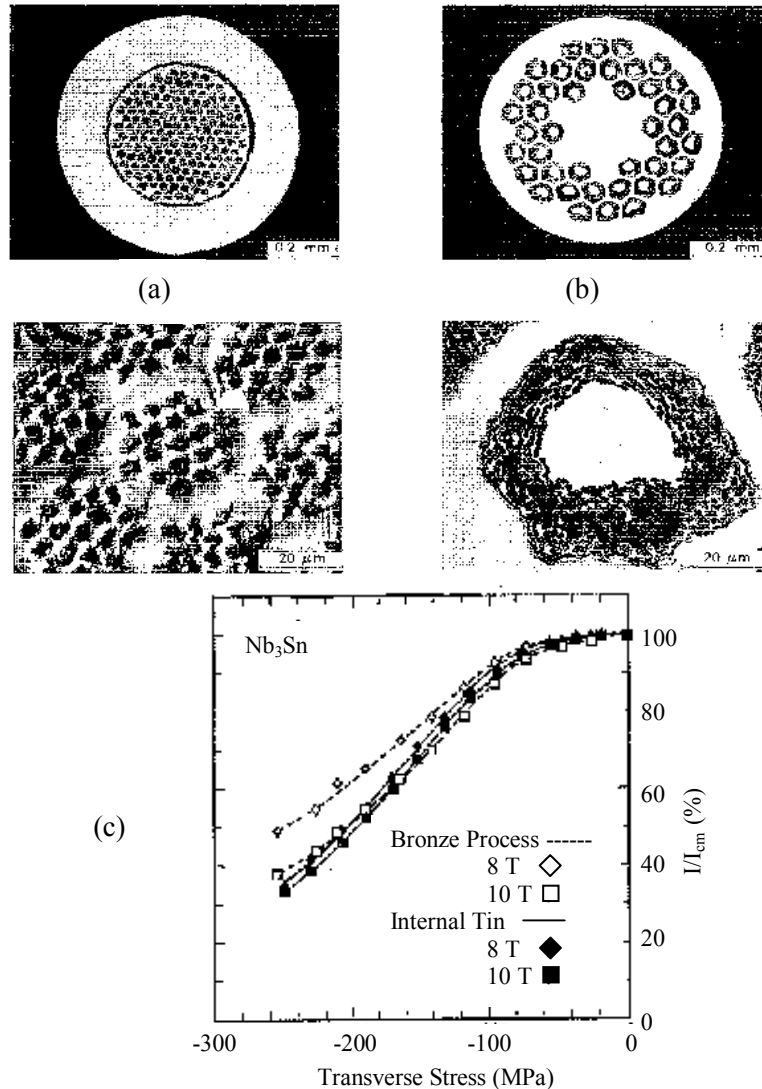 0.2 mm
0.2 mm
(a)
(b)
20 µm
20 µm
Nb₃Sn
(c)
Bronze Process
8 T
10 T
Internal Tin
8 T
10 T
100
80
60
40
20
0
I/I_cm (%)
-300
-200
-100
0
Transverse Stress (MPa)